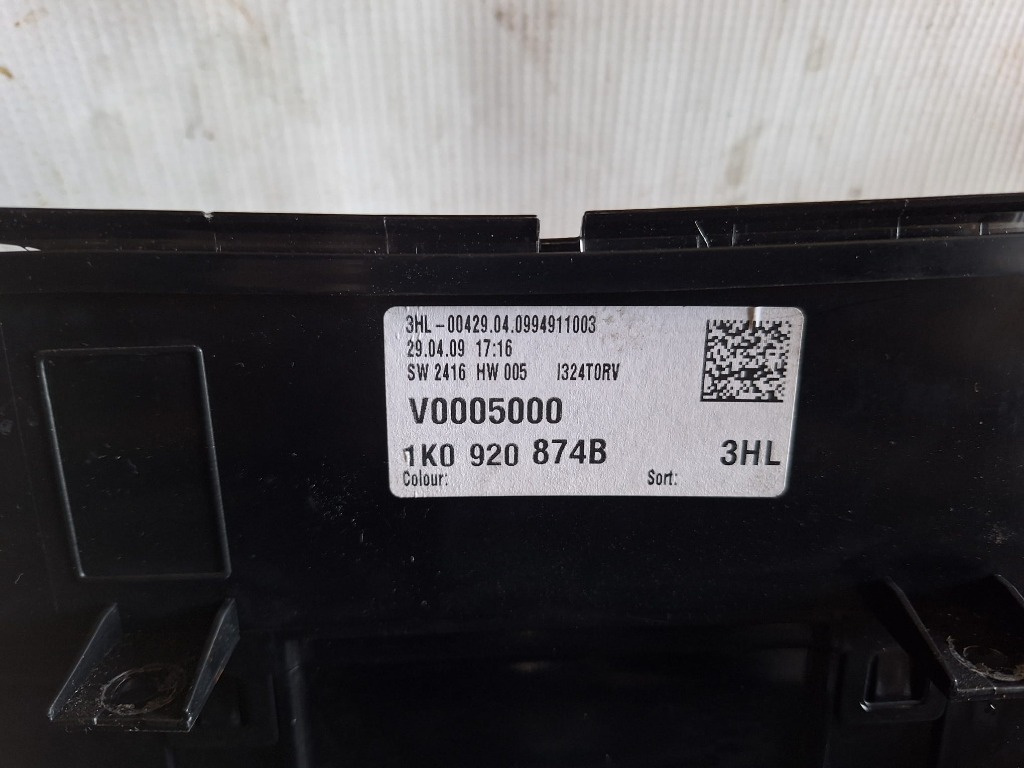 3HL-00429.04.0994911003
29.04.09 17:16
SW 2416 HW 005 I324T0RV
V0005000
1K0 920 874B 3HL
Colour: Sort: